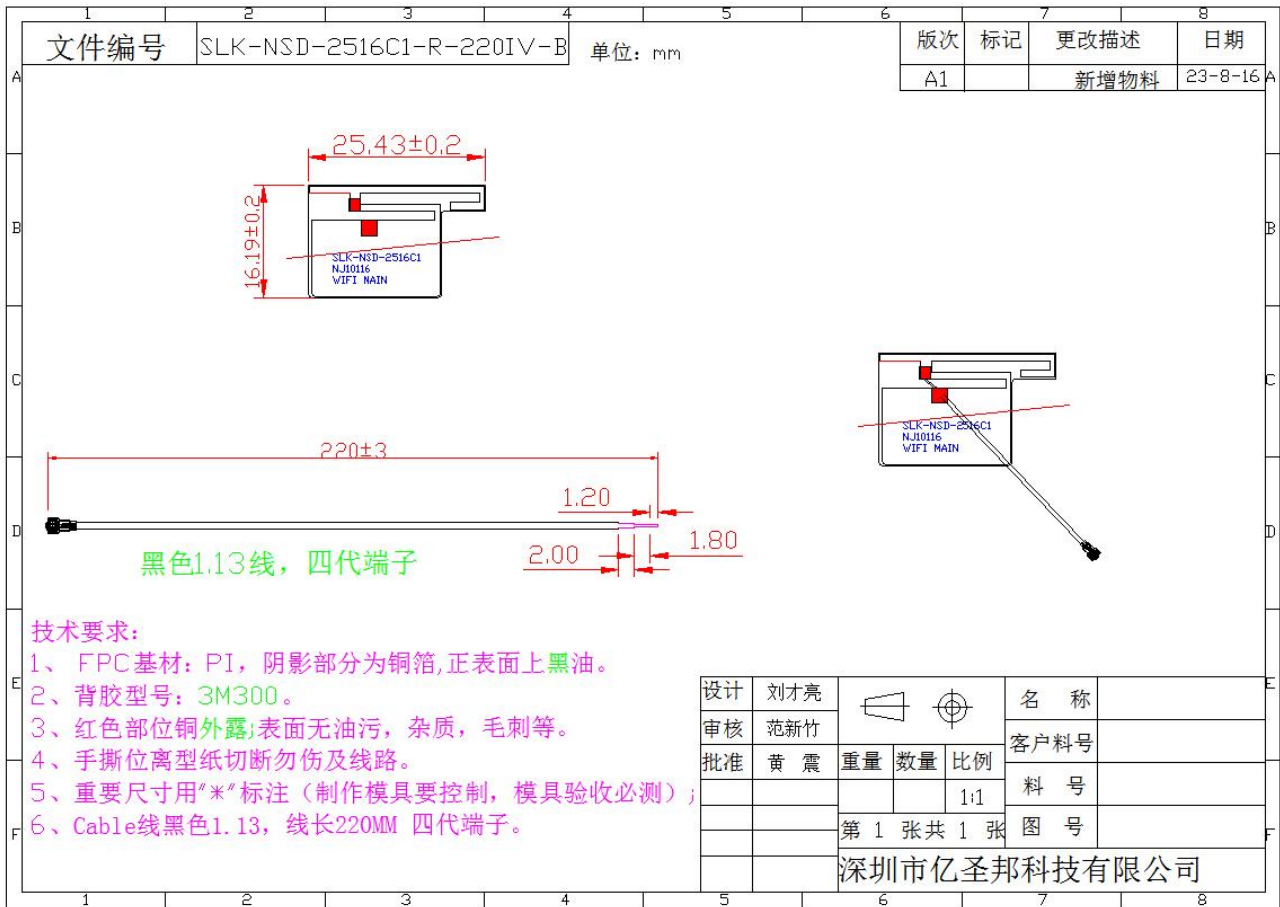 1 2 3 4 5 6 7 8
文件编号 SLK-NSD-2516C1-R-220IV-B 单位：mm
版次 标记 更改描述 日期
A1 新增物料 23-8-16
A A
B B
C C
D D
E E
F F
25.43±0.2
16.19±0.2
SLK-NSD-2516C1
NJ10116
WIFI NAIN
SLK-NSD-2516C1
NJ10116
WIFI MAIN
220±3
1.20
2.00
1.80
黑色1.13线，四代端子
技术要求：
1、 FPC基材：PI，阴影部分为铜箔,正表面上黑油。
2、背胶型号：3M300。
3、红色部位铜外露;表面无油污，杂质，毛刺等。
4、手撕位离型纸切断勿伤及线路。
5、重要尺寸用"*"标注（制作模具要控制，模具验收必测）;
6、Cable线黑色1.13，线长220MM 四代端子。
设计 刘才亮 名 称
审核 范新竹 客户料号
批准 黄 震 重量 数量 比例
1:1 料 号
第 1 张共 1 张 图 号
深圳市亿圣邦科技有限公司
1 2 3 4 5 6 7 8